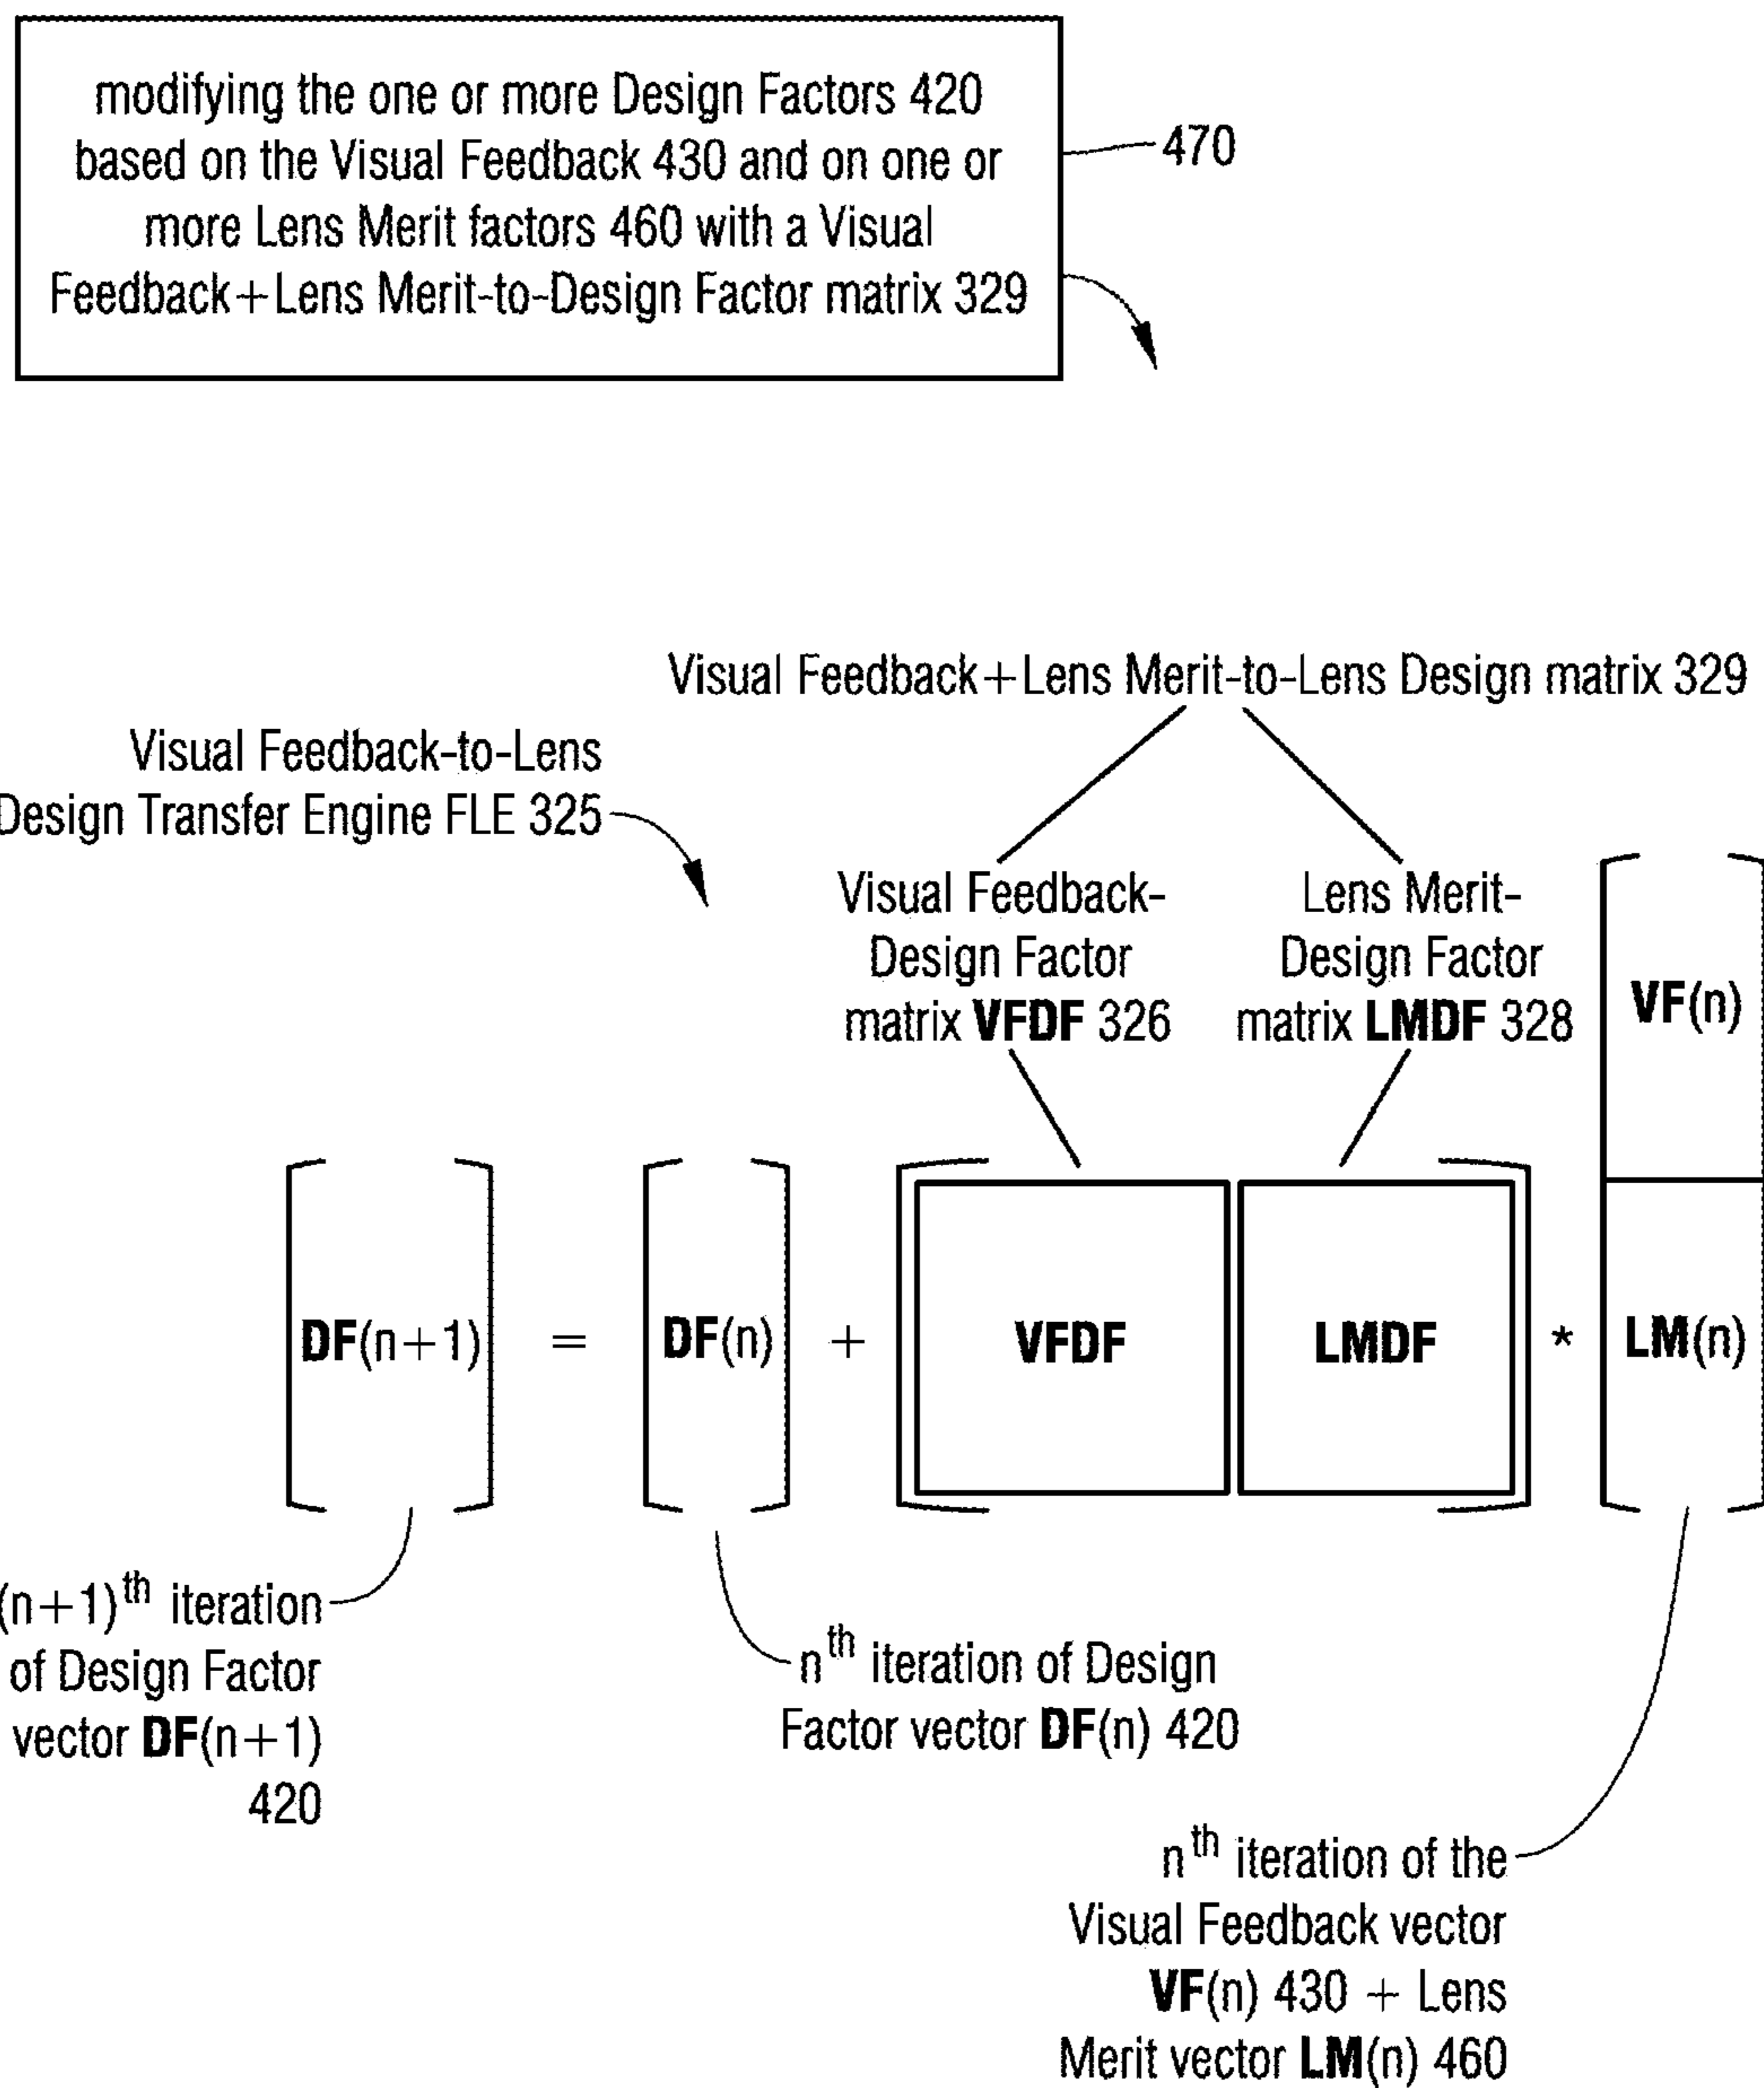 modifying the one or more Design Factors 420
based on the Visual Feedback 430 and on one or
more Lens Merit factors 460 with a Visual
Feedback+Lens Merit-to-Design Factor matrix 329
470
Visual Feedback+Lens Merit-to-Lens Design matrix 329
Visual Feedback-to-Lens
Design Transfer Engine FLE 325
Visual Feedback-
Design Factor
matrix VFDF 326
Lens Merit-
Design Factor
matrix LMDF 328
VF(n)
DF(n+1) = DF(n) + VFDF LMDF * LM(n)
(n+1)th iteration
of Design Factor
vector DF(n+1)
420
nth iteration of Design
Factor vector DF(n) 420
nth iteration of the
Visual Feedback vector
VF(n) 430 + Lens
Merit vector LM(n) 460